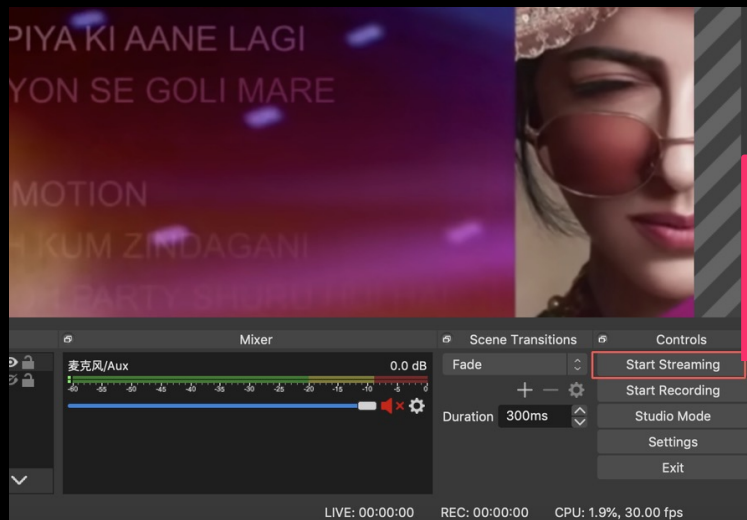 PIYA KI AANE LAGI
YON SE GOLI MARE
MOTION
H KUM ZINDAGANI
PARTY SHURU HUI
Mixer
Scene Transitions
Controls
麦克风/Aux
0.0 dB
-60 -55 -50 -45 -40 -35 -30 -25 -20 -15 -10 -5 0
Fade
Duration 300ms
Start Streaming
Start Recording
Studio Mode
Settings
Exit
LIVE: 00:00:00 REC: 00:00:00 CPU: 1.9%, 30.00 fps